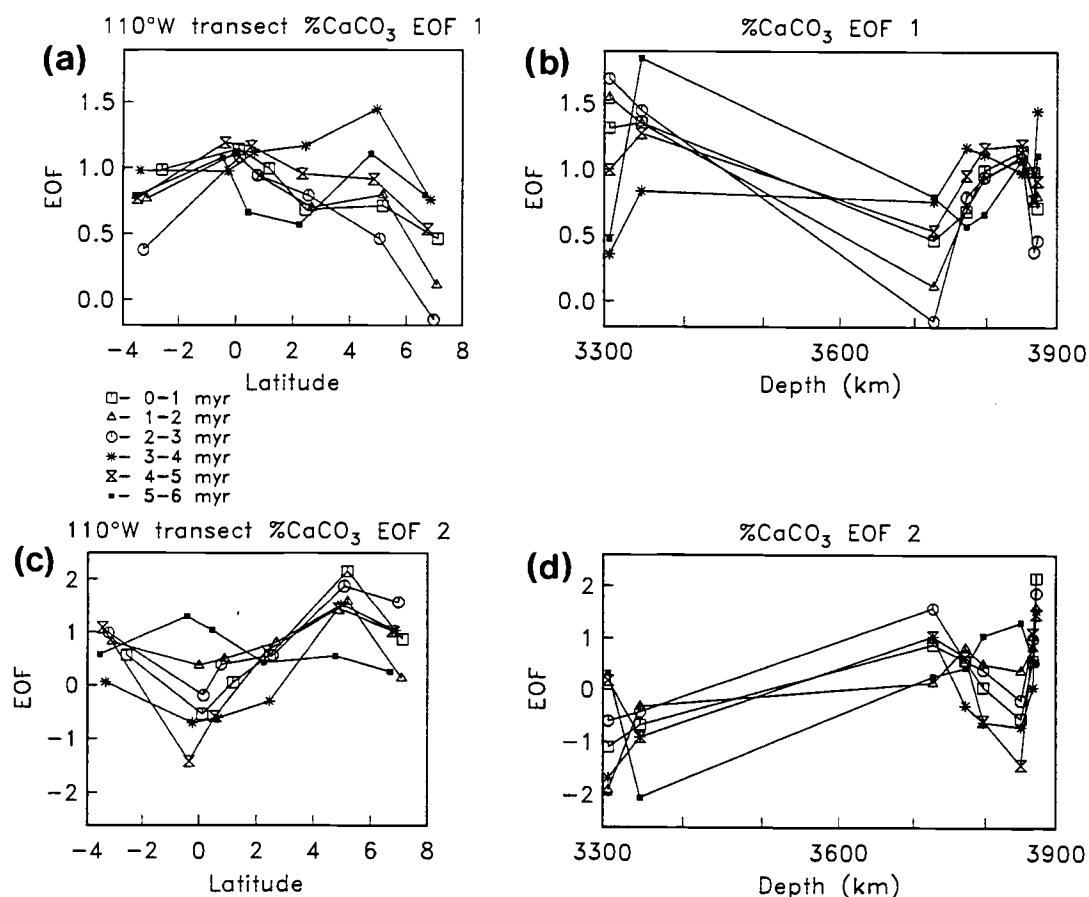 110°W transect %CaCO3 EOF 1
%CaCO3 EOF 1
(a)
(b)
EOF
1.5
1.0
0.5
0.0
-4 -2 0 2 4 6 8
Latitude
EOF
1.5
1.0
0.5
0.0
3300 3600 3900
Depth (km)
□- 0-1 myr
△- 1-2 myr
○- 2-3 myr
*- 3-4 myr
⧖- 4-5 myr
▪- 5-6 myr
110°W transect %CaCO3 EOF 2
%CaCO3 EOF 2
(c)
(d)
EOF
2
1
0
-1
-2
-4 -2 0 2 4 6 8
Latitude
EOF
2
1
0
-1
-2
3300 3600 3900
Depth (km)